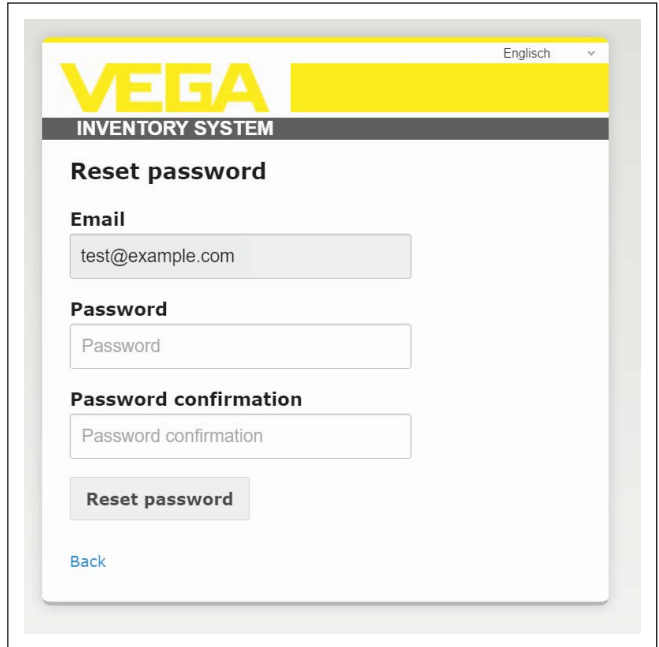 Englisch
VEGA
INVENTORY SYSTEM
Reset password
Email
test@example.com
Password
Password
Password confirmation
Password confirmation
Reset password
Back